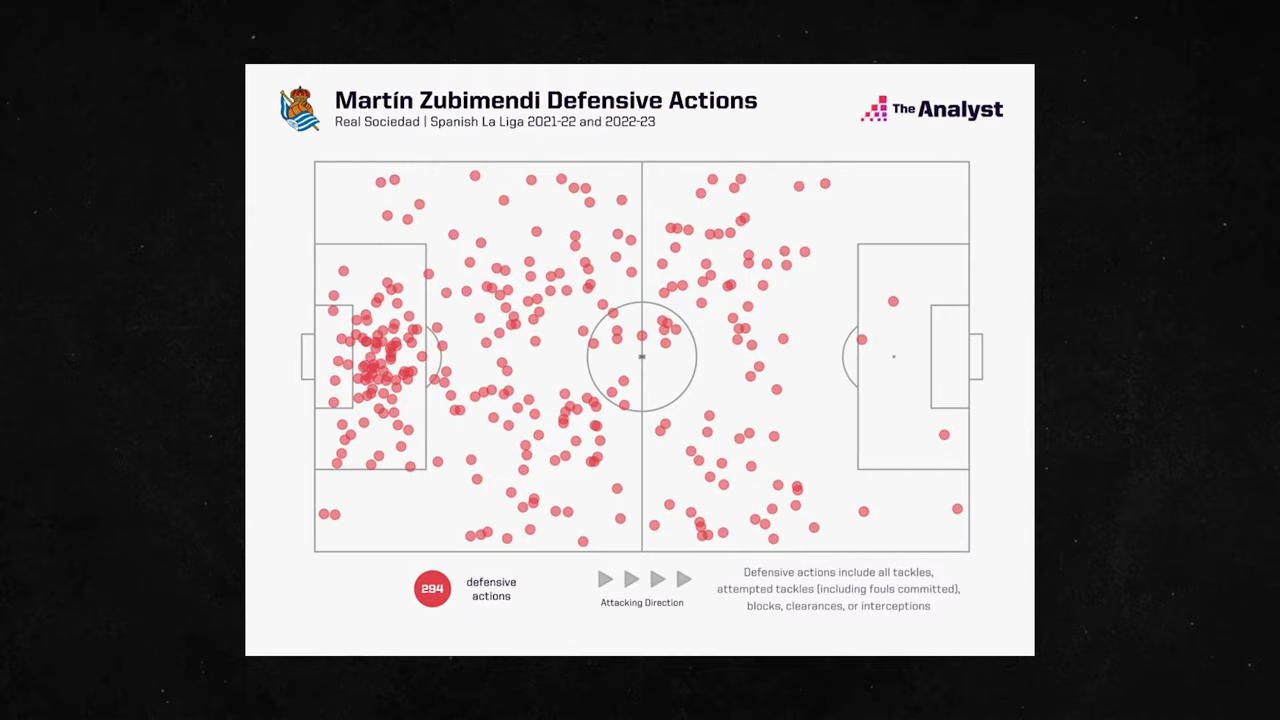 Martín Zubimendi Defensive Actions
Real Sociedad | Spanish La Liga 2021-22 and 2022-23
The Analyst
294
defensive
actions
Attacking Direction
Defensive actions include all tackles,
attempted tackles (including fouls committed),
blocks, clearances, or interceptions